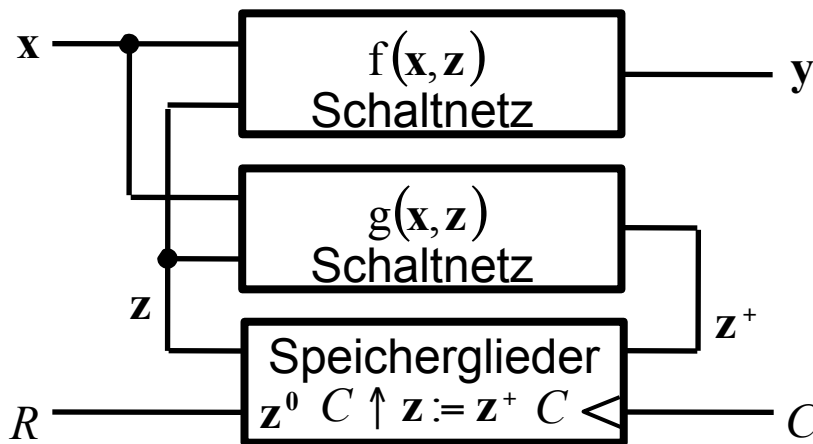 x
f(x,z)
Schaltnetz
y
g(x,z)
Schaltnetz
z
z⁺
Speicherglieder
R
z⁰ C ↑ z := z⁺ C
C